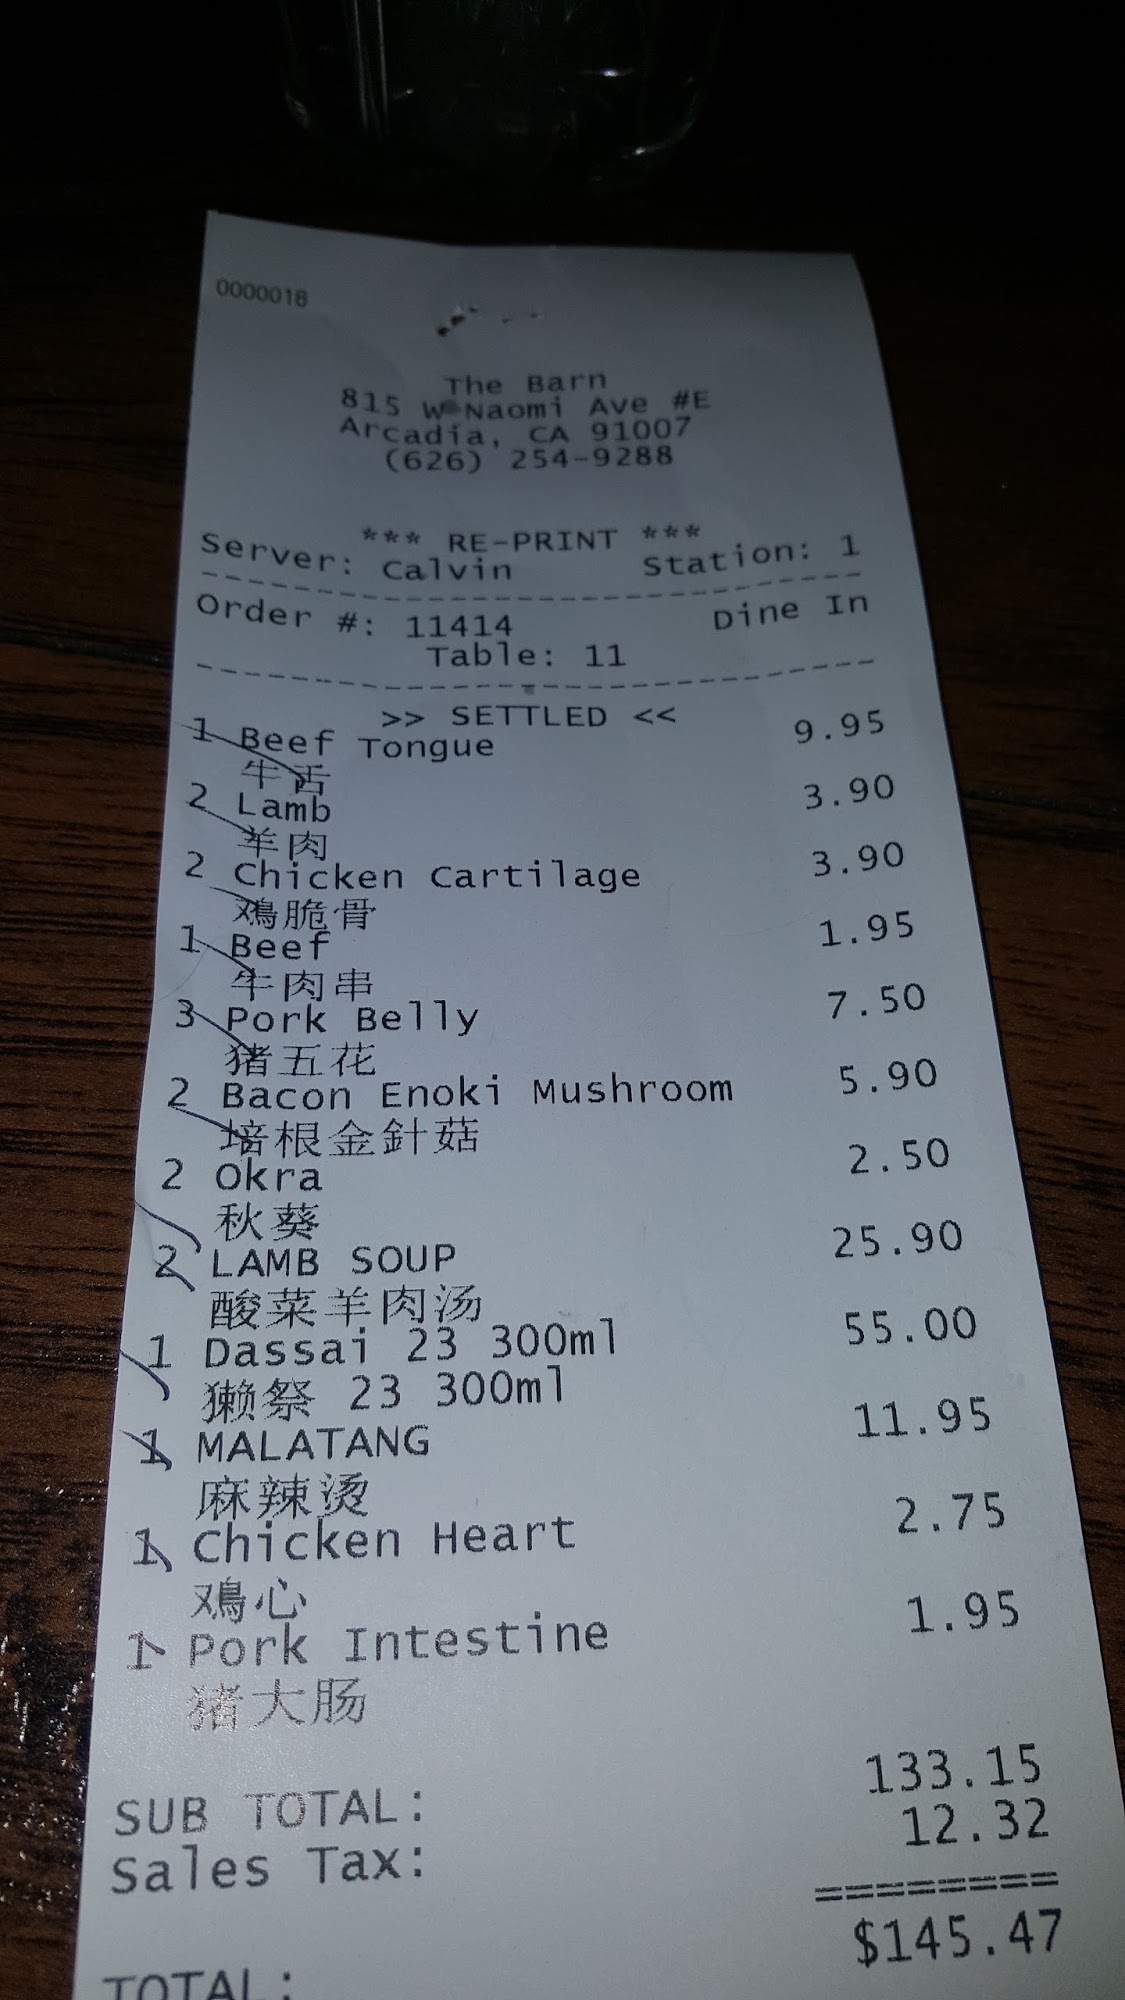 0000018
The Barn
815 W Naomi Ave #E
Arcadia, CA 91007
(626) 254-9288
*** RE-PRINT ***
Server: Calvin Station: 1
Order #: 11414 Dine In
Table: 11
>> SETTLED <<
1 Beef Tongue 9.95
牛舌
2 Lamb 3.90
羊肉
2 Chicken Cartilage 3.90
鸡脆骨
1 Beef 1.95
牛肉串
3 Pork Belly 7.50
猪五花
2 Bacon Enoki Mushroom 5.90
培根金針菇
2 Okra 2.50
秋葵
2 LAMB SOUP 25.90
酸菜羊肉汤
1 Dassai 23 300ml 55.00
獭祭 23 300ml
1 MALATANG 11.95
麻辣烫
1 Chicken Heart 2.75
鸡心
1 Pork Intestine 1.95
猪大肠
SUB TOTAL: 133.15
Sales Tax: 12.32
========
TOTAL: $145.47